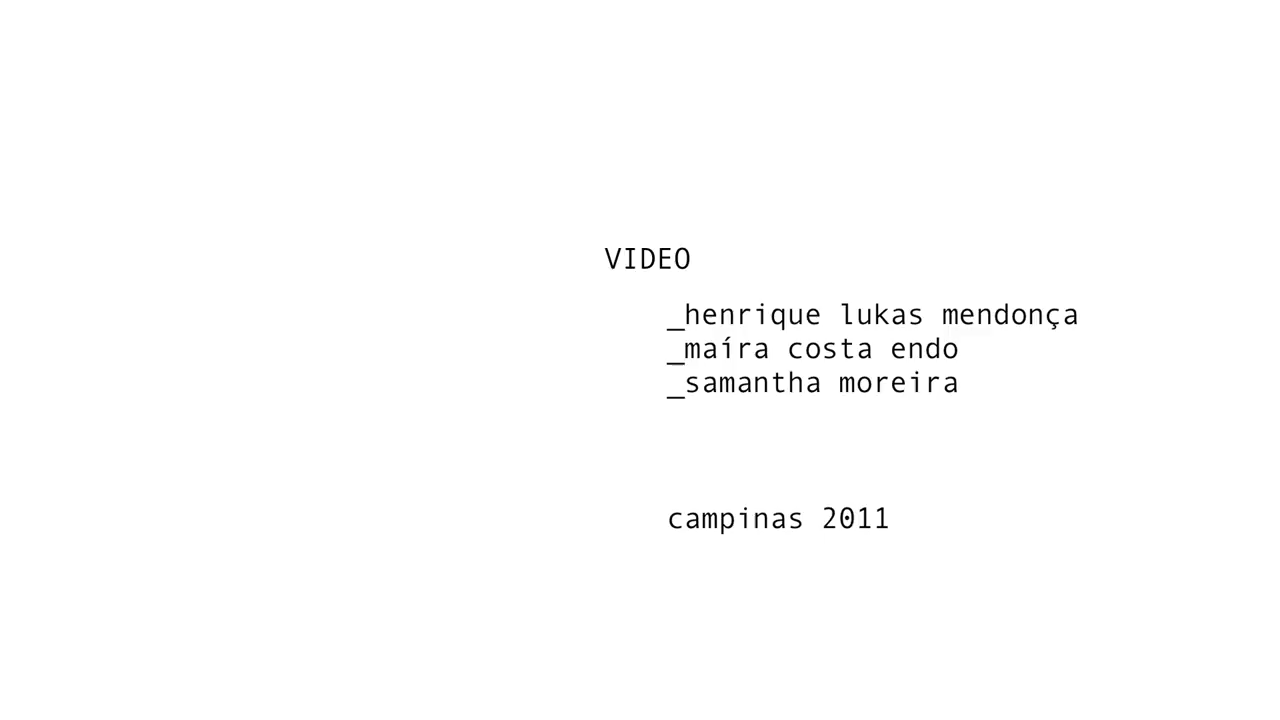 VIDEO
_henrique lukas mendonça
_maíra costa endo
_samantha moreira
campinas 2011